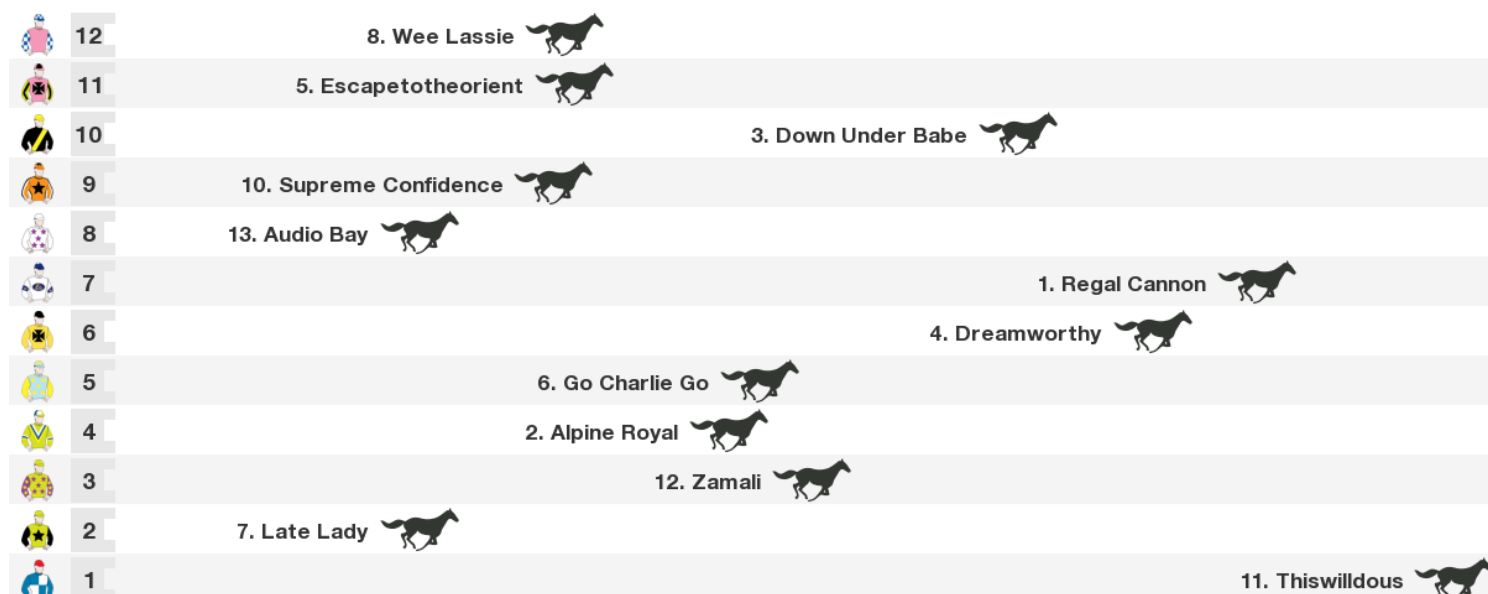 12 8. Wee Lassie
11 5. Escapetotheorient
10 3. Down Under Babe
9 10. Supreme Confidence
8 13. Audio Bay
7 1. Regal Cannon
6 4. Dreamworthy
5 6. Go Charlie Go
4 2. Alpine Royal
3 12. Zamali
2 7. Late Lady
1 11. Thiswilldous